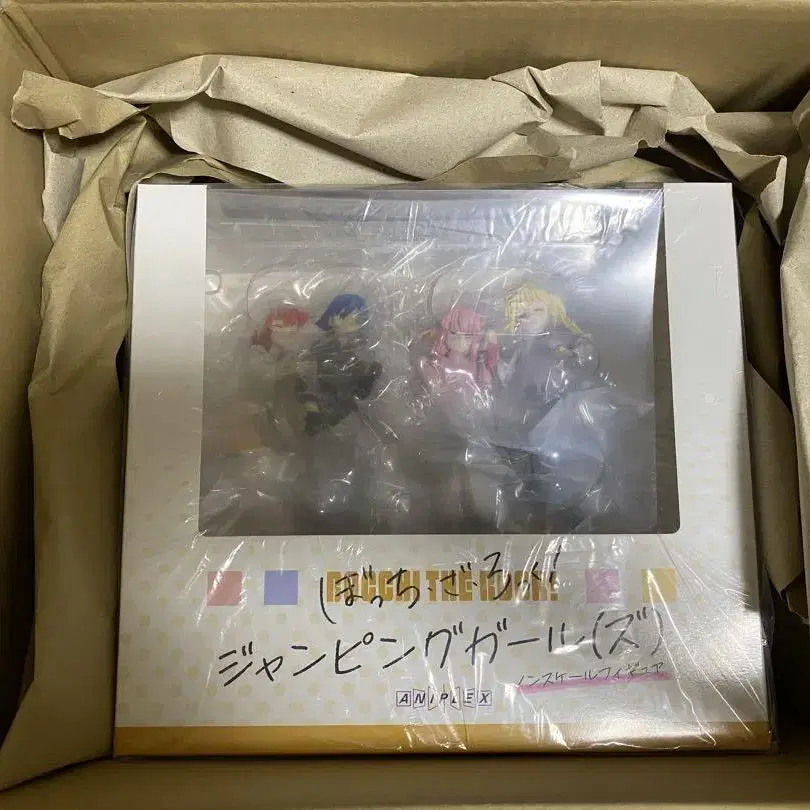 BOCCHI THE ROCK!
ぼっち・ざ・ろっく!
ジャンピングガール(ズ)
ノンスケールフィギュア
ANIPLEX